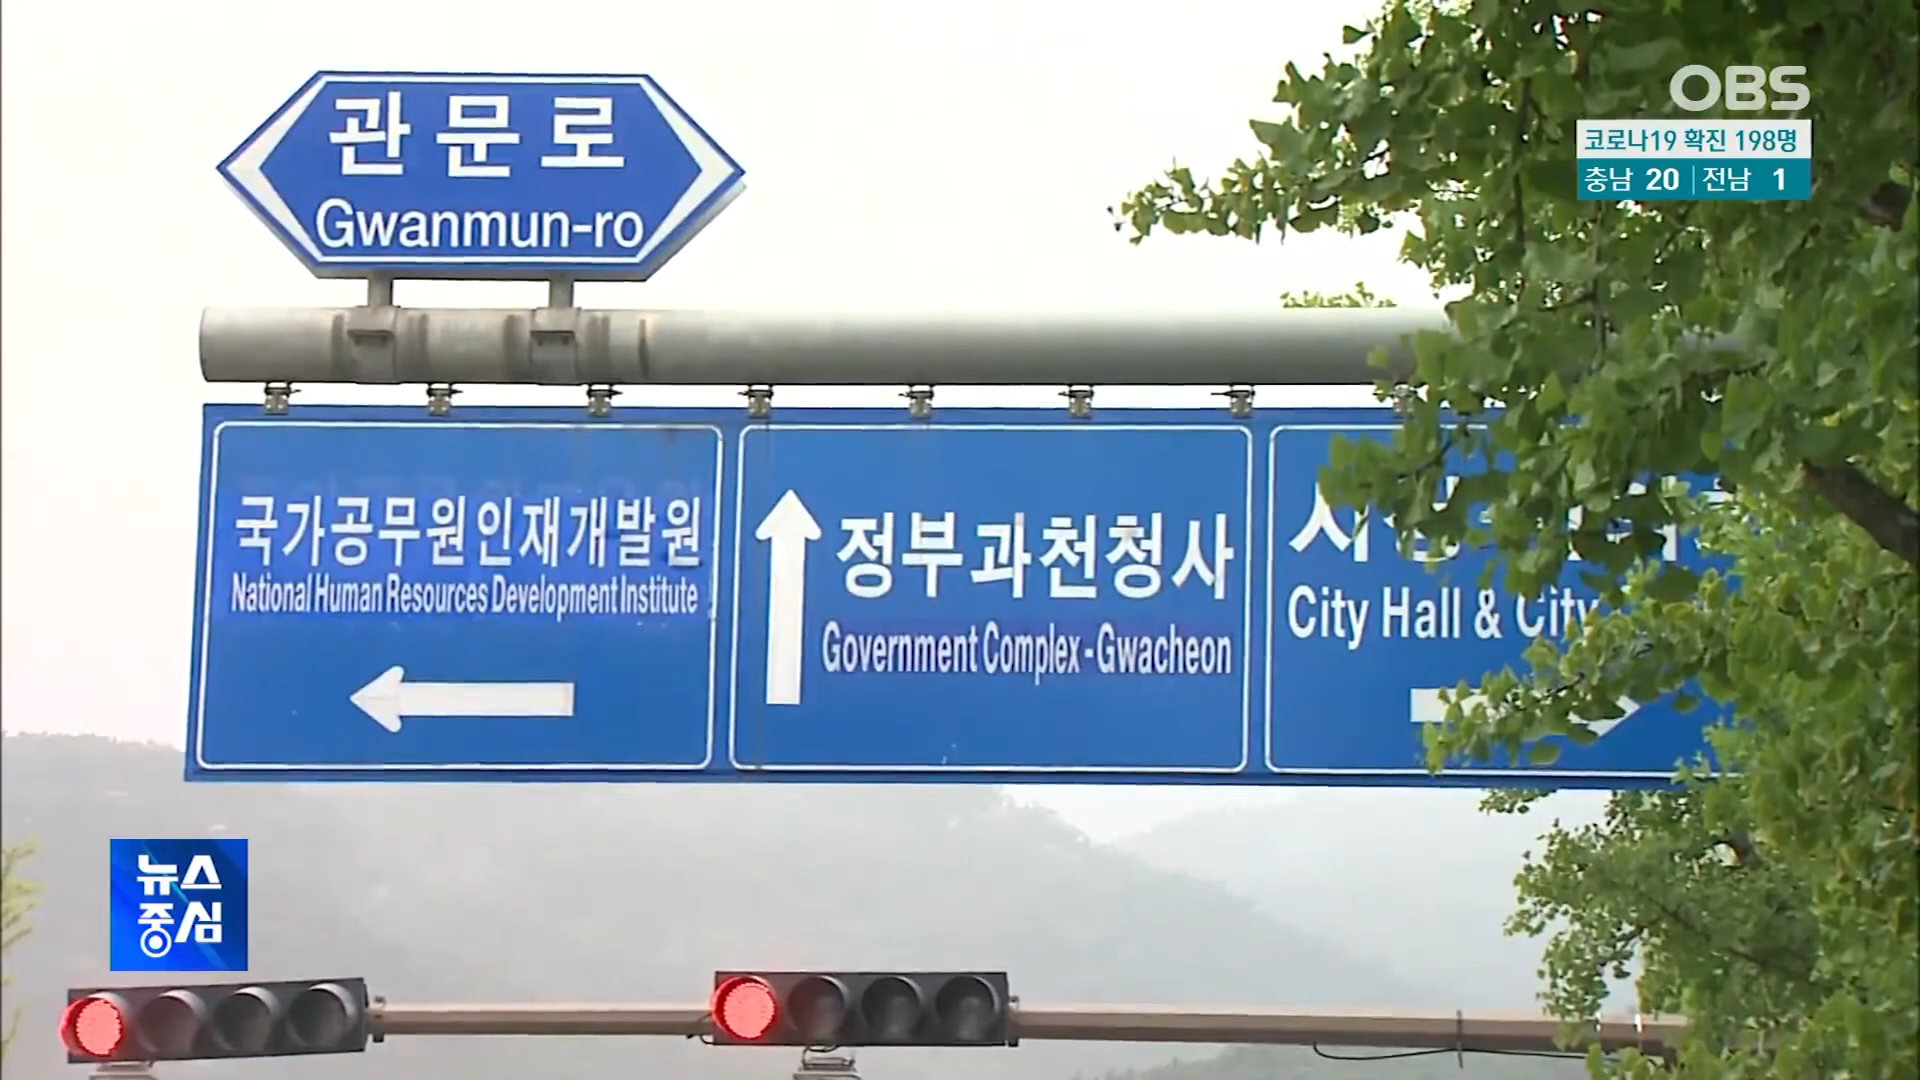 관문로
Gwanmun-ro
OBS
코로나19 확진 198명
충남 20 | 전남 1
국가공무원인재개발원
National Human Resources Development Institute
정부과천청사
Government Complex-Gwacheon
City Hall & City
뉴스
중심